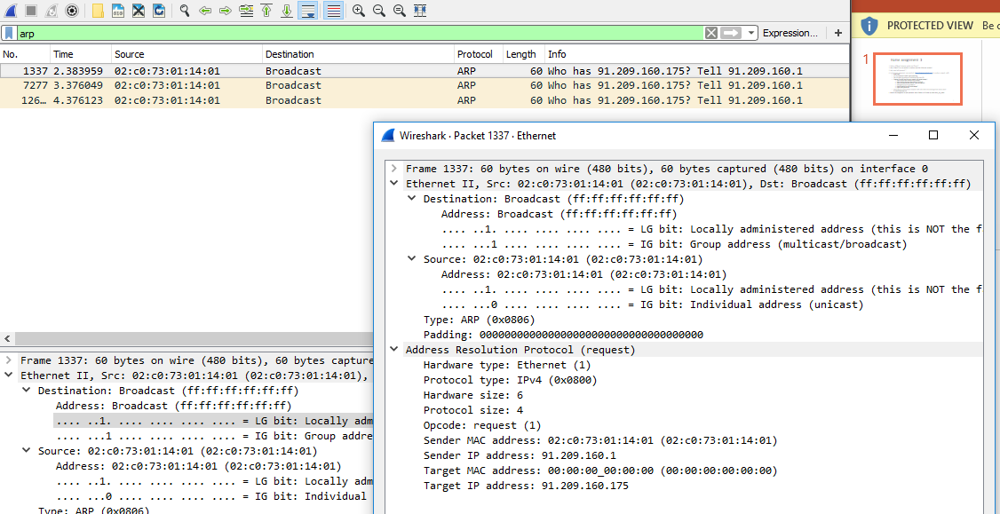 arp
Expression...
+
PROTECTED VIEW Be c
No. Time Source Destination Protocol Length Info
1337 2.383959 02:c0:73:01:14:01 Broadcast ARP 60 Who has 91.209.160.175? Tell 91.209.160.1
7277 3.376049 02:c0:73:01:14:01 Broadcast ARP 60 Who has 91.209.160.175? Tell 91.209.160.1
126… 4.376123 02:c0:73:01:14:01 Broadcast ARP 60 Who has 91.209.160.175? Tell 91.209.160.1
1
Wireshark · Packet 1337 · Ethernet
Frame 1337: 60 bytes on wire (480 bits), 60 bytes captured (480 bits) on interface 0
Ethernet II, Src: 02:c0:73:01:14:01 (02:c0:73:01:14:01), Dst: Broadcast (ff:ff:ff:ff:ff:ff)
Destination: Broadcast (ff:ff:ff:ff:ff:ff)
Address: Broadcast (ff:ff:ff:ff:ff:ff)
.... ..1. .... .... .... .... = LG bit: Locally administered address (this is NOT the f
.... ...1 .... .... .... .... = IG bit: Group address (multicast/broadcast)
Source: 02:c0:73:01:14:01 (02:c0:73:01:14:01)
Address: 02:c0:73:01:14:01 (02:c0:73:01:14:01)
.... ..1. .... .... .... .... = LG bit: Locally administered address (this is NOT the f
.... ...0 .... .... .... .... = IG bit: Individual address (unicast)
Type: ARP (0x0806)
Padding: 000000000000000000000000000000000000
Address Resolution Protocol (request)
Hardware type: Ethernet (1)
Protocol type: IPv4 (0x0800)
Hardware size: 6
Protocol size: 4
Opcode: request (1)
Sender MAC address: 02:c0:73:01:14:01 (02:c0:73:01:14:01)
Sender IP address: 91.209.160.1
Target MAC address: 00:00:00_00:00:00 (00:00:00:00:00:00)
Target IP address: 91.209.160.175
Frame 1337: 60 bytes on wire (480 bits), 60 bytes capture
Ethernet II, Src: 02:c0:73:01:14:01 (02:c0:73:01:14:01),
Destination: Broadcast (ff:ff:ff:ff:ff:ff)
Address: Broadcast (ff:ff:ff:ff:ff:ff)
.... ..1. .... .... .... .... = LG bit: Locally adm
.... ...1 .... .... .... .... = IG bit: Group addre
Source: 02:c0:73:01:14:01 (02:c0:73:01:14:01)
Address: 02:c0:73:01:14:01 (02:c0:73:01:14:01)
.... ..1. .... .... .... .... = LG bit: Locally adm
.... ...0 .... .... .... .... = IG bit: Individual
Type: ARP (0x0806)